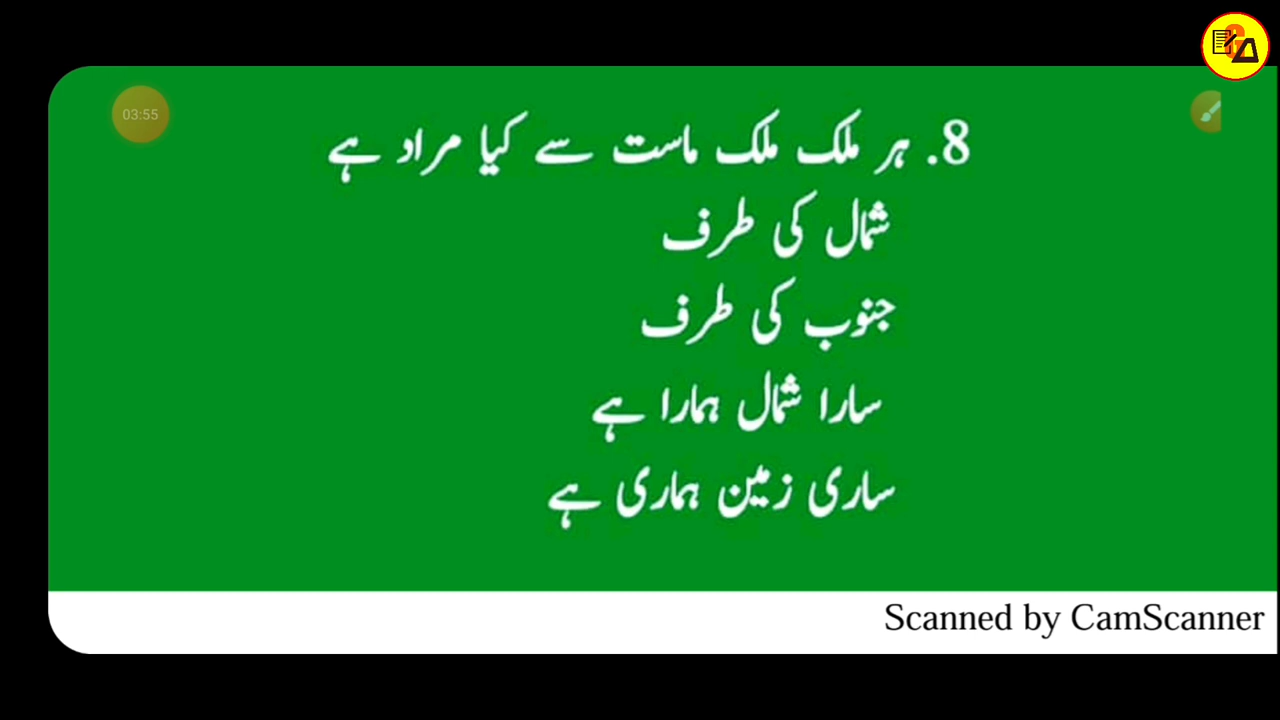 03:55
8. ہر ملک ملک ماست سے کیا مراد ہے
شمال کی طرف
جنوب کی طرف
سارا شمال ہمارا ہے
ساری زمین ہماری ہے
Scanned by CamScanner